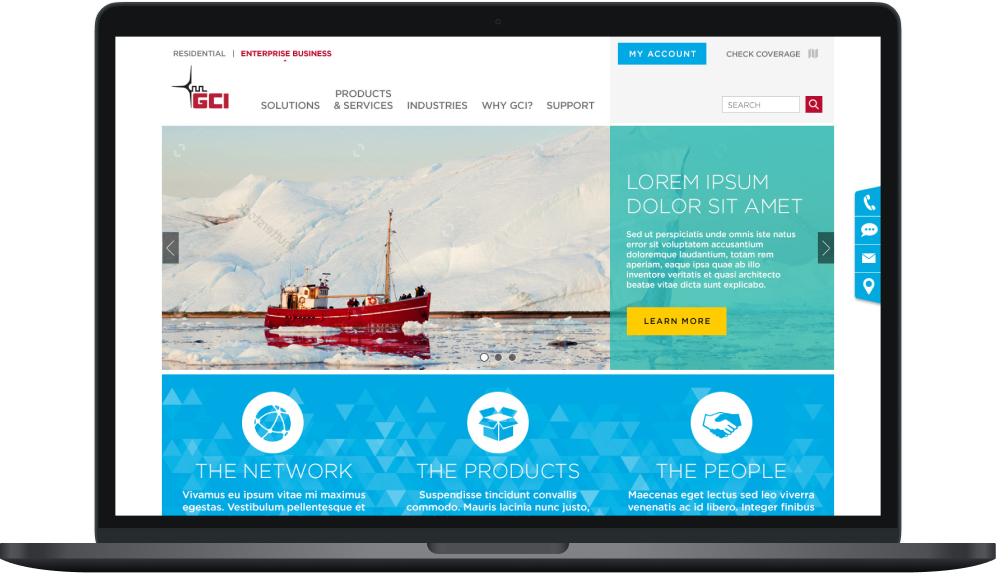 RESIDENTIAL | ENTERPRISE BUSINESS
MY ACCOUNT
CHECK COVERAGE
GCI
SOLUTIONS
PRODUCTS
& SERVICES
INDUSTRIES
WHY GCI?
SUPPORT
SEARCH
LOREM IPSUM
DOLOR SIT AMET
Sed ut perspiciatis unde omnis iste natus
error sit voluptatem accusantium
doloremque laudantium, totam rem
aperiam, eaque ipsa quae ab illo
inventore veritatis et quasi architecto
beatae vitae dicta sunt explicabo.
LEARN MORE
THE NETWORK
Vivamus eu ipsum vitae mi maximus
egestas. Vestibulum pellentesque et
THE PRODUCTS
Suspendisse tincidunt convallis
commodo. Mauris lacinia nunc justo,
THE PEOPLE
Maecenas eget lectus sed leo viverra
venenatis ac id libero. Integer finibus